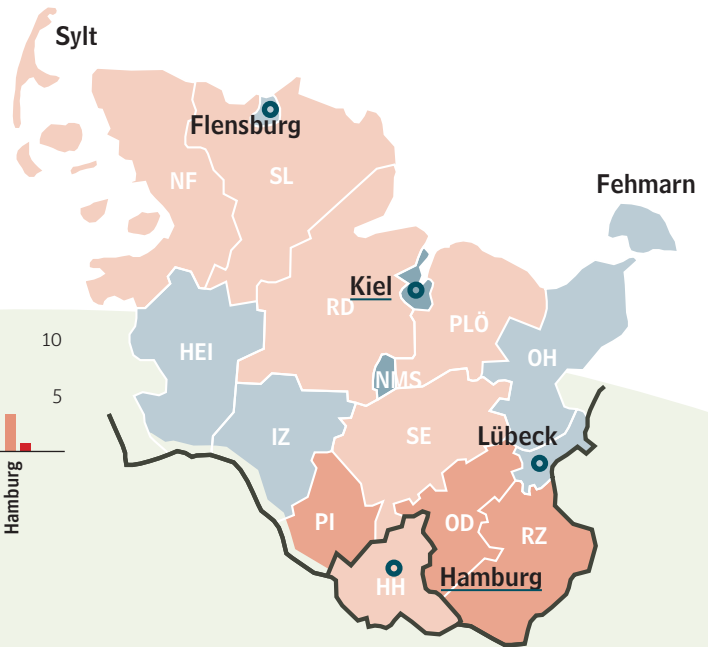 Sylt
Flensburg
NF
SL
Fehmarn
Kiel
RD
PLÖ
10
HEI
OH
NMS
5
IZ
SE
Lübeck
Hamburg
PI
OD
RZ
Hamburg
HH